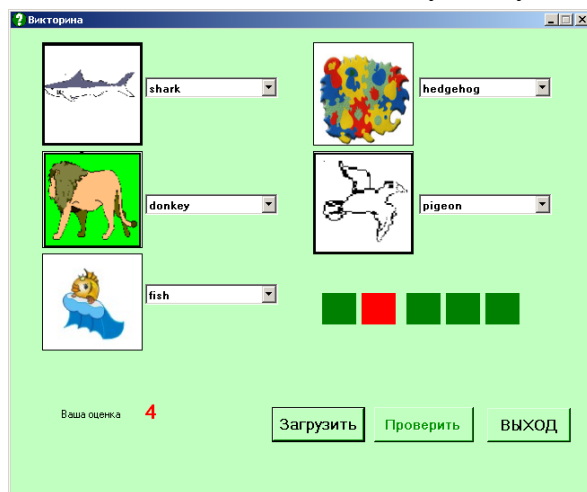 Викторина
shark
hedgehog
donkey
pigeon
fish
Ваша оценка 4
Загрузить
Проверить
ВЫХОД